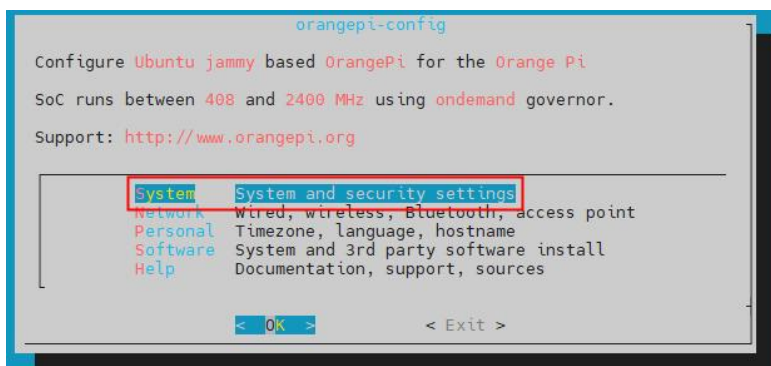 orangepi-config
Configure Ubuntu jammy based OrangePi for the Orange Pi
SoC runs between 408 and 2400 MHz using ondemand governor.
Support: http://www.orangepi.org
System System and security settings
Network Wired, wireless, Bluetooth, access point
Personal Timezone, language, hostname
Software System and 3rd party software install
Help Documentation, support, sources
< OK > < Exit >